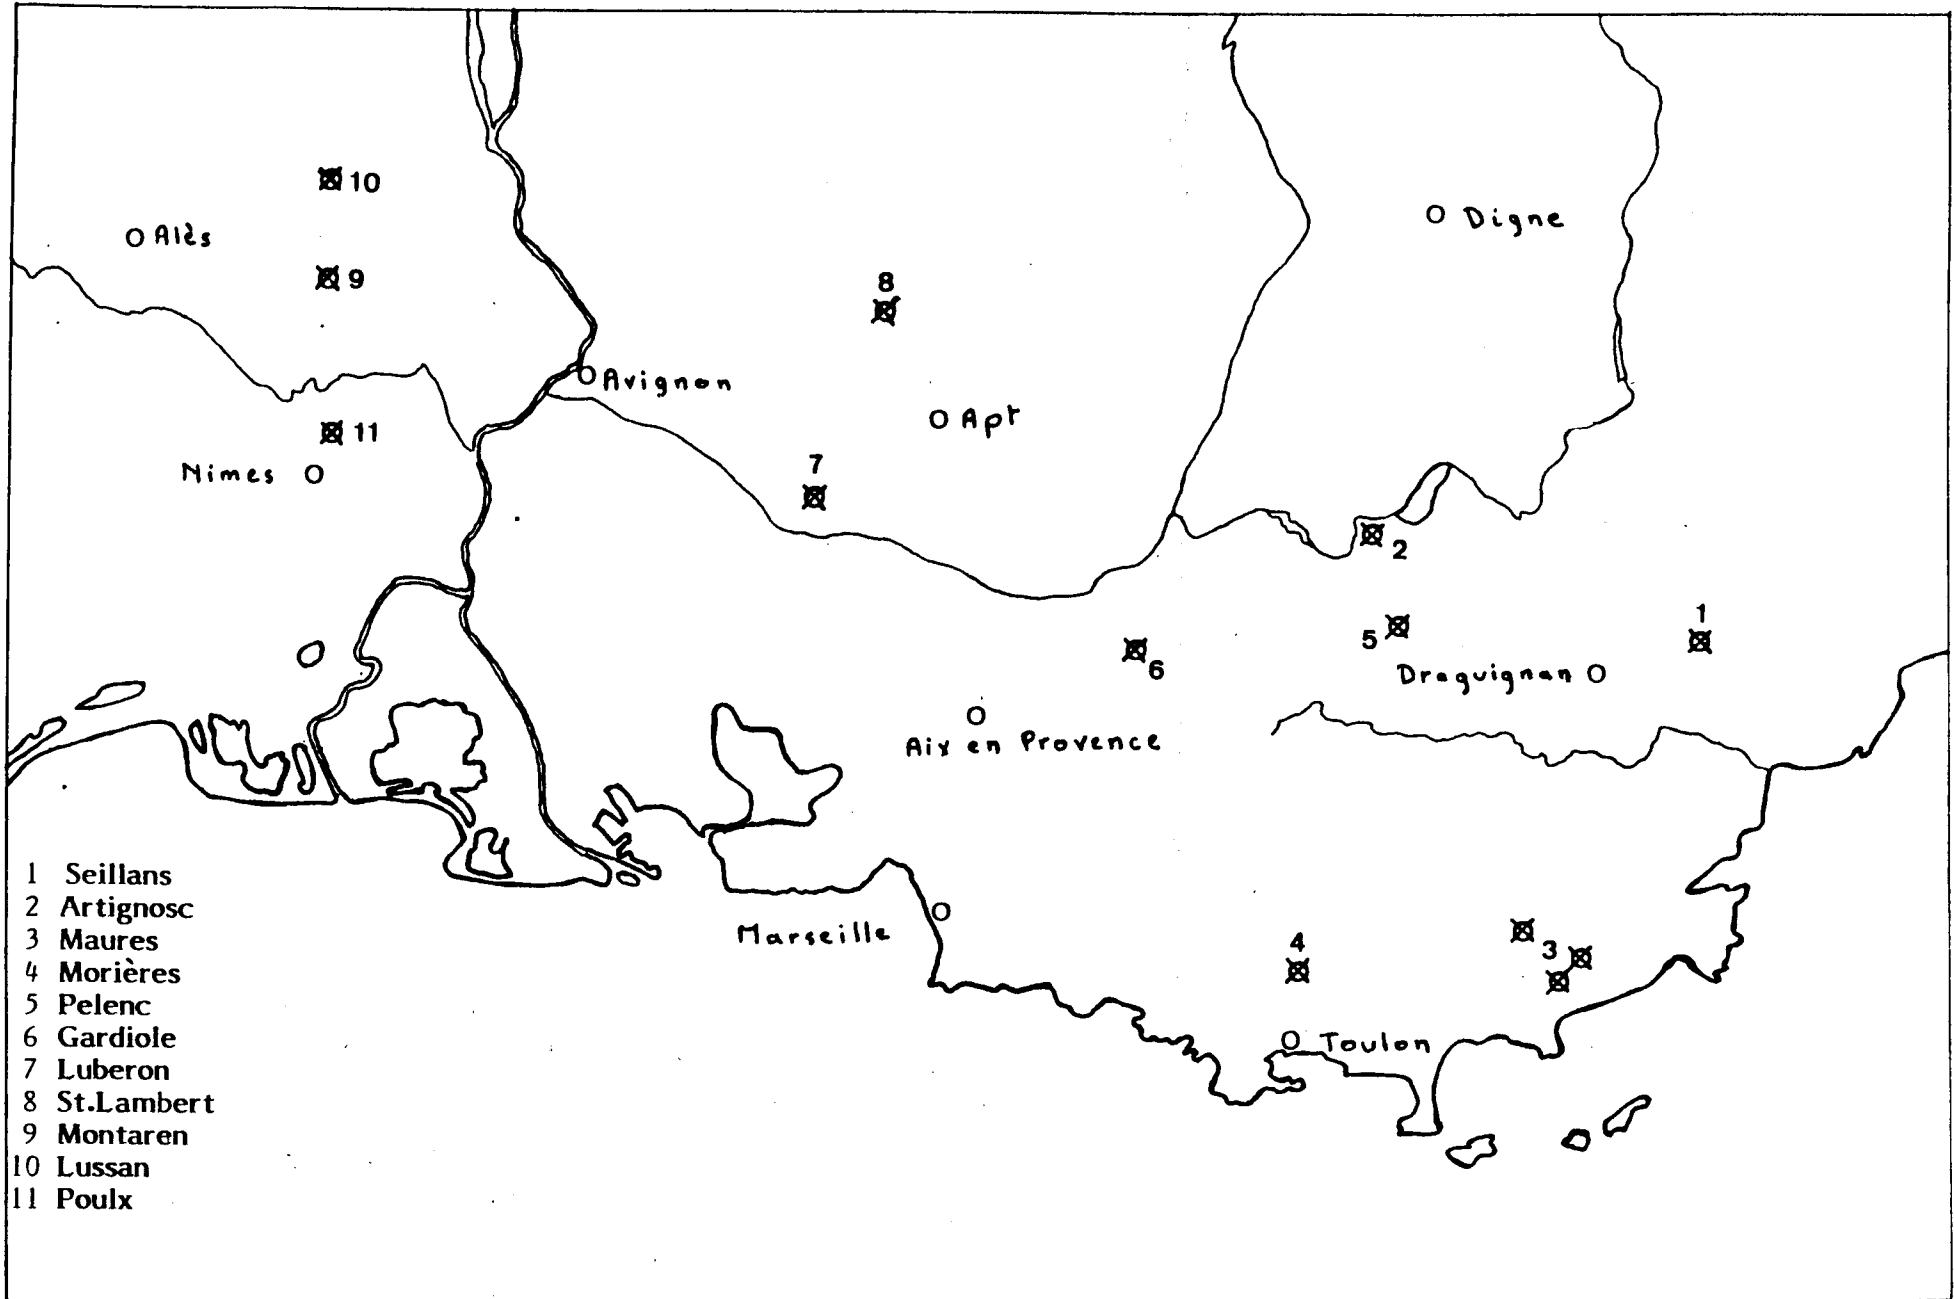 10
Alès
Digne
9
8
Avignon
Apt
11
7
Nimes
2
1
5
6
Draguignan
Aix en Provence
Marseille
4
3
Toulon
1 Seillans
2 Artignosc
3 Maures
4 Morières
5 Pelenc
6 Gardiole
7 Luberon
8 St.Lambert
9 Montaren
10 Lussan
11 Poulx